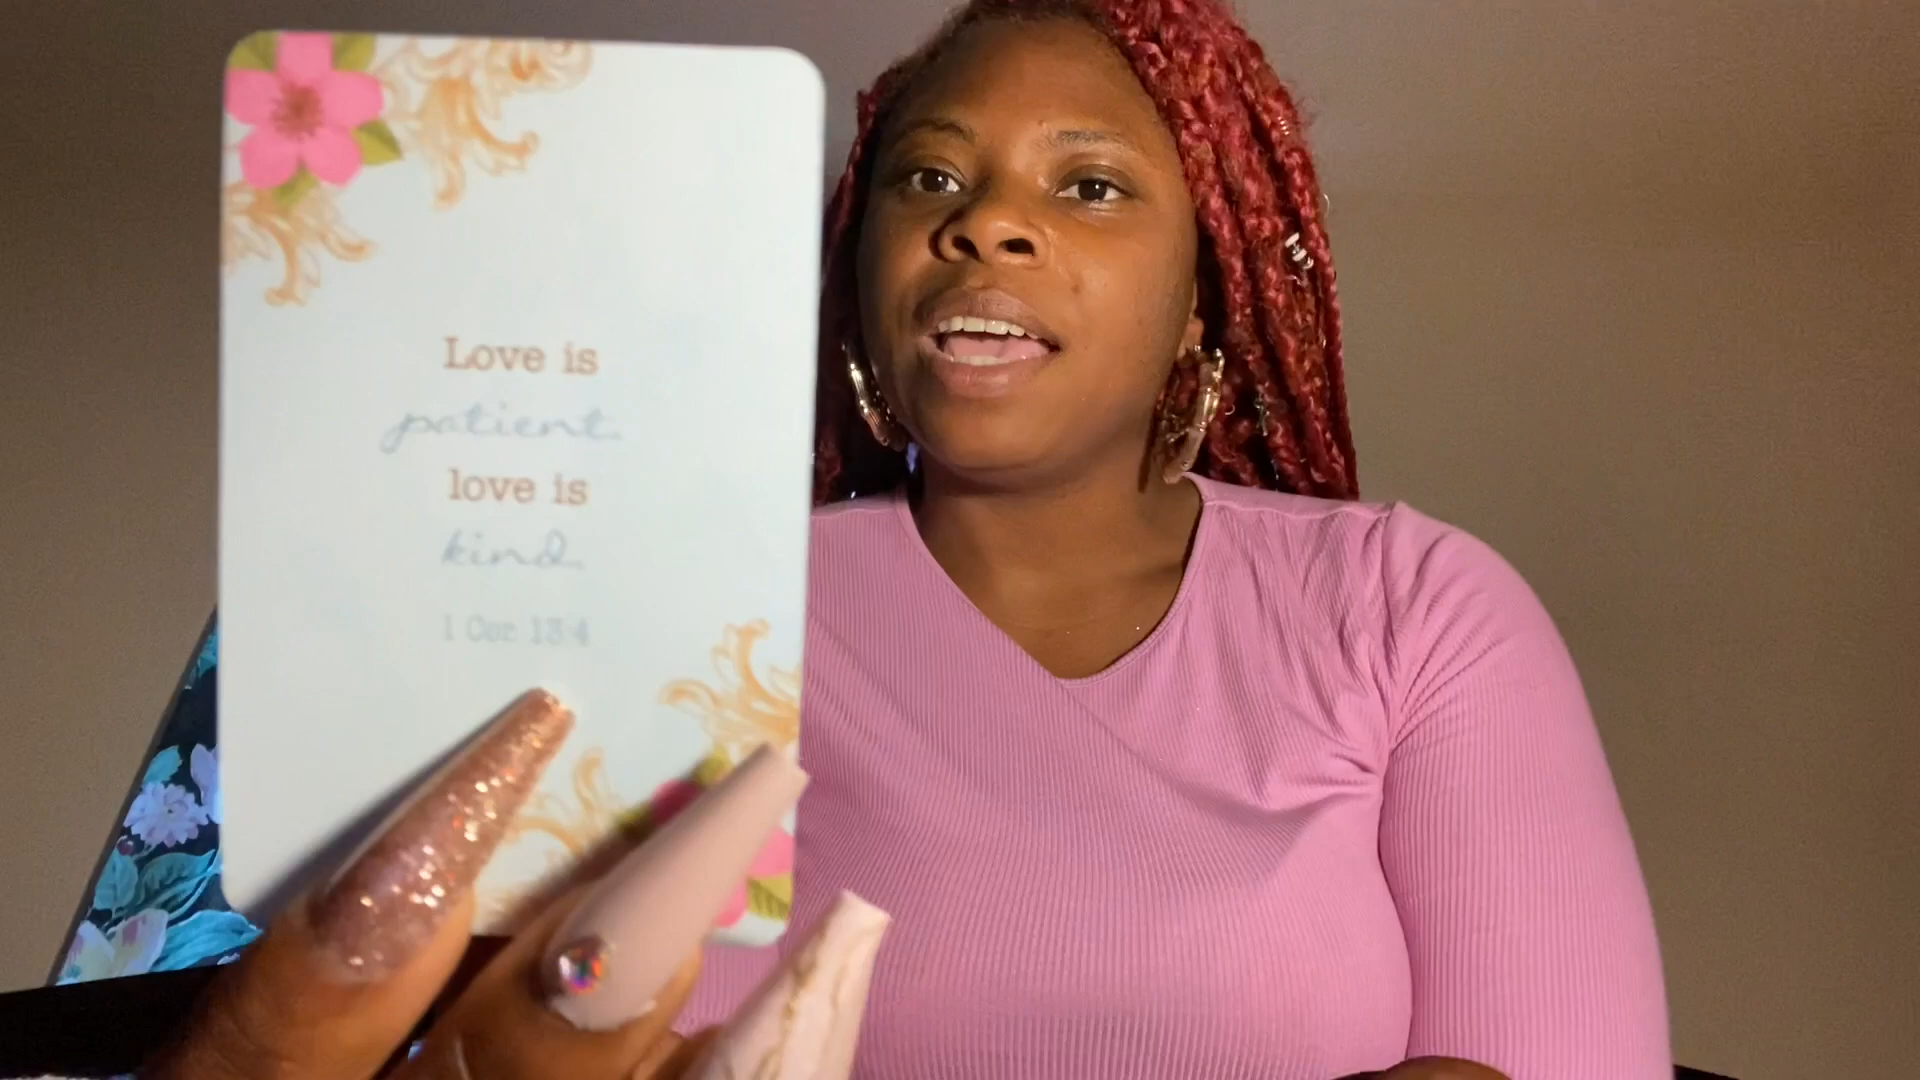 Love is
patient.
love is
kind.
1 Cor. 13:4